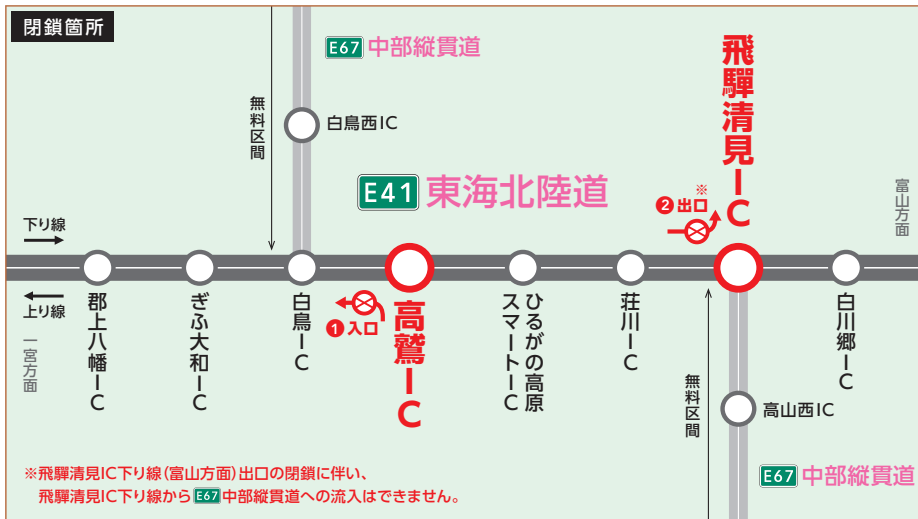 閉鎖箇所
E67 中部縦貫道
無料区間
白鳥西IC
E41 東海北陸道
飛驒清見IC
※
❷出口
富山方面
下り線
上り線
一宮方面
郡上八幡IC
ぎふ大和IC
白鳥IC
❶入口
高鷲IC
ひるがの高原
スマートIC
荘川IC
白川郷IC
無料区間
高山西IC
E67 中部縦貫道
※飛驒清見IC下り線(富山方面)出口の閉鎖に伴い、
飛驒清見IC下り線から E67 中部縦貫道への流入はできません。